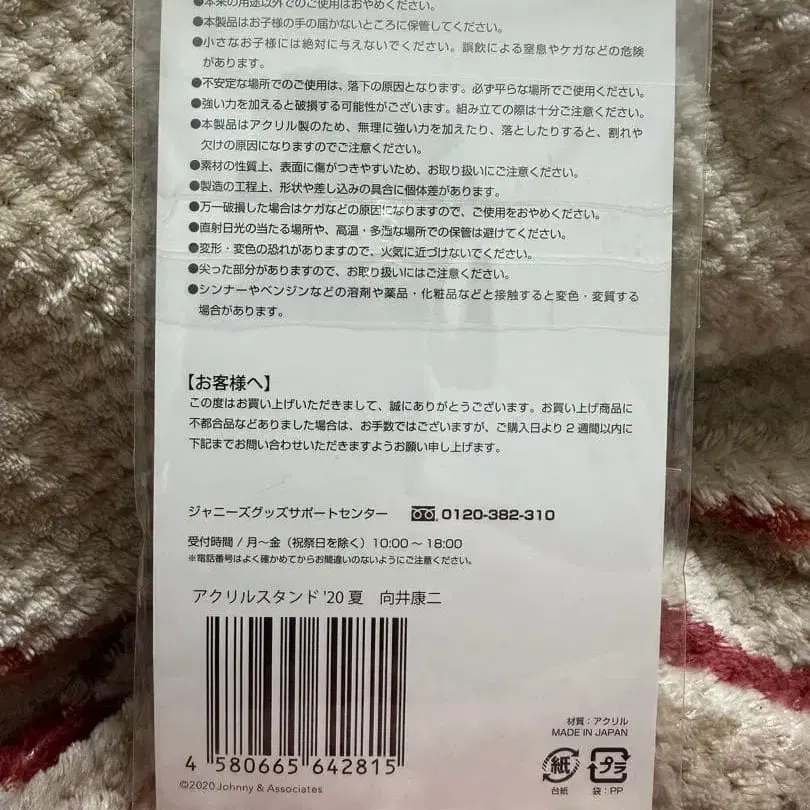 ●本来の用途以外でのご使用はおやめください。
●本製品はお子様の手の届かないところに保管してください。
●小さなお子様には絶対に与えないでください。誤飲による窒息やケガなどの危険
があります。
●不安定な場所でのご使用は、落下の原因となります。必ず平らな場所でご使用ください。
●強い力を加えると破損する可能性がございます。組み立ての際は十分ご注意ください。
●本製品はアクリル製のため、無理に強い力を加えたり、落としたりすると、割れや
欠けの原因になりますのでご注意ください。
●素材の性質上、表面に傷がつきやすいため、お取り扱いにご注意ください。
●製造の工程上、形状や差し込みの具合に個体差があります。
●万一破損した場合はケガなどの原因になりますので、ご使用をおやめください。
●直射日光の当たる場所や、高温・多湿な場所での保管は避けてください。
●変形・変色の恐れがありますので、火気に近づけないでください。
●尖った部分がありますので、お取り扱いにはご注意ください。
●シンナーやベンジンなどの溶剤や薬品・化粧品などと接触すると変色・変質する
場合があります。
【お客様へ】
この度はお買い上げいただきまして、誠にありがとうございます。お買い上げ商品に
不都合品などありました場合は、お手数ではございますが、ご購入日より2週間以内に
下記までお問い合わせいただきますようお願い申し上げます。
ジャニーズグッズサポートセンター 0120-382-310
受付時間/月〜金（祝祭日を除く）10:00〜18:00
※電話番号はよく確かめてからお間違いのないようにご注意ください。
アクリルスタンド'20夏 向井康二
4 580665 642815
©2020 Johnny & Associates
材質：アクリル
MADE IN JAPAN
紙 プラ
台紙 袋：PP